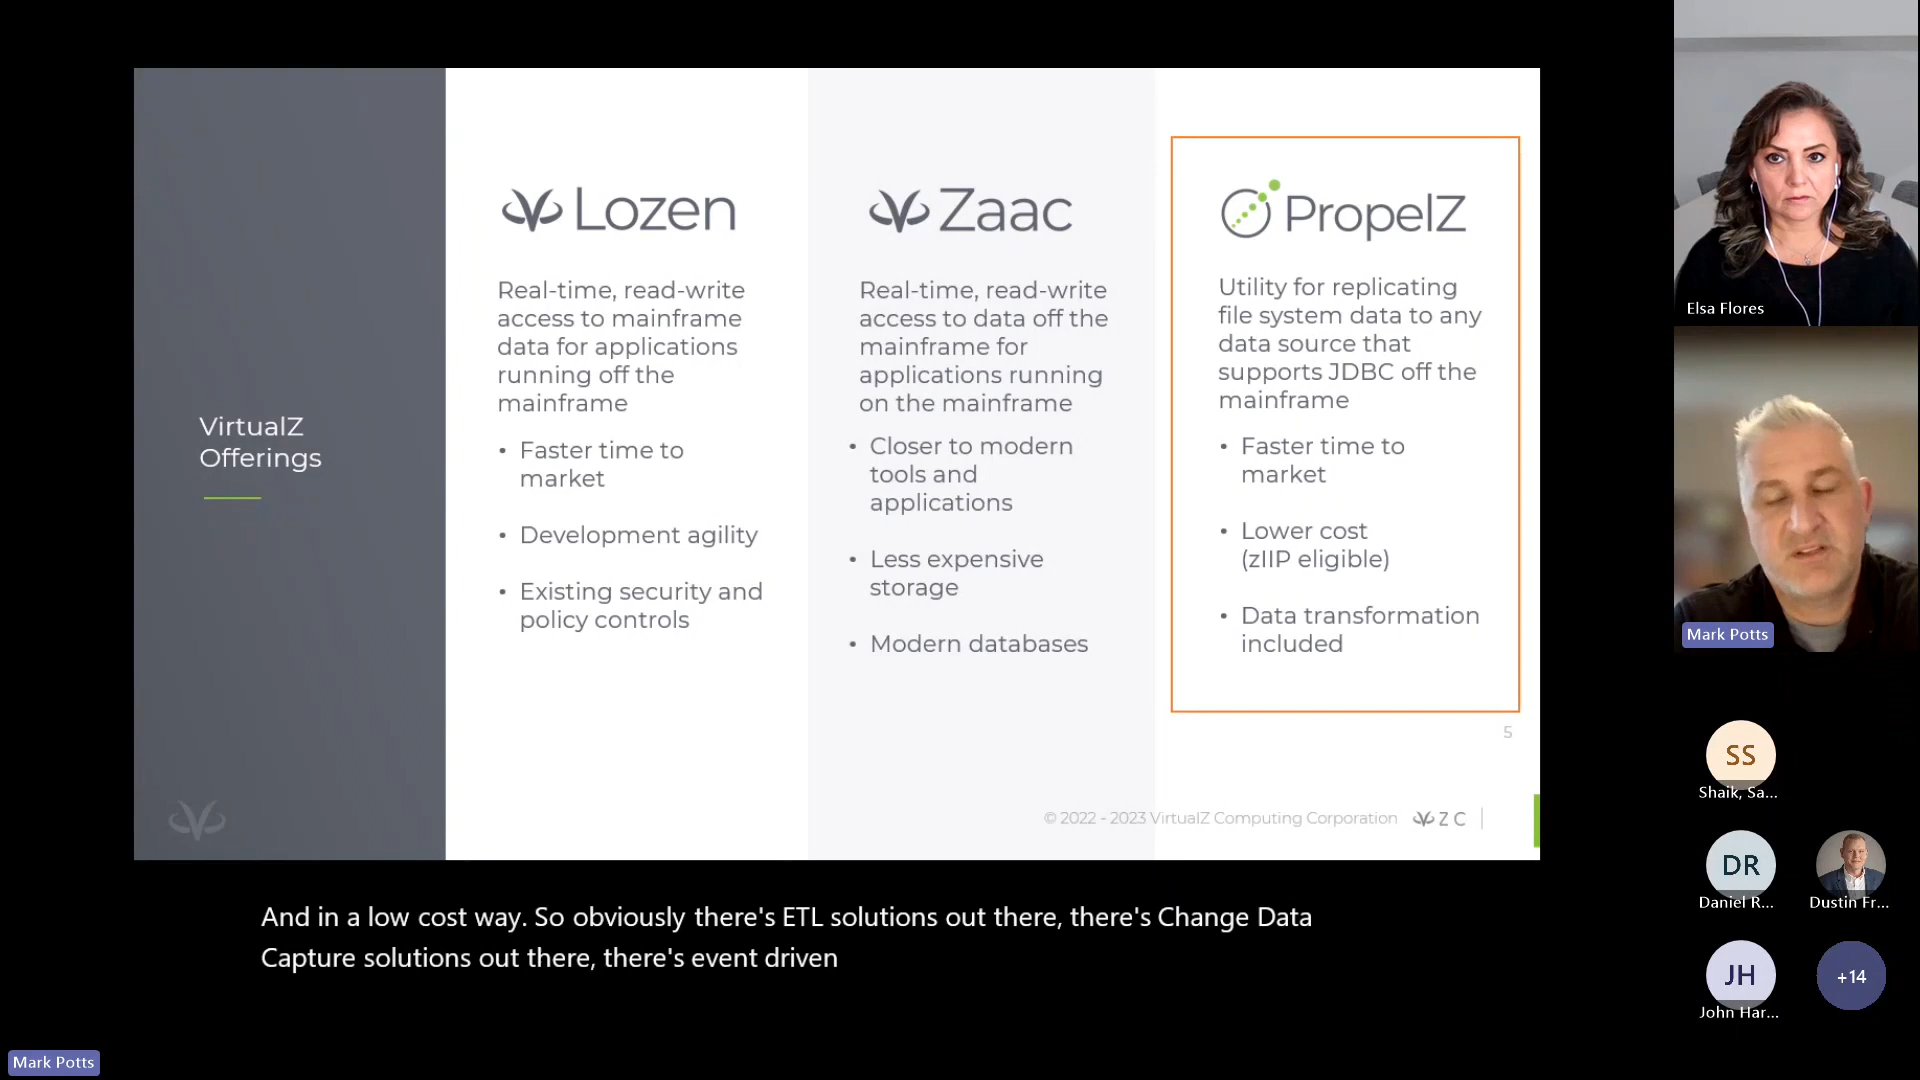 VirtualZ
Offerings
Lozen
Real-time, read-write
access to mainframe
data for applications
running off the
mainframe
• Faster time to
market
• Development agility
• Existing security and
policy controls
Zaac
Real-time, read-write
access to data off the
mainframe for
applications running
on the mainframe
• Closer to modern
tools and
applications
• Less expensive
storage
• Modern databases
PropelZ
Utility for replicating
file system data to any
data source that
supports JDBC off the
mainframe
• Faster time to
market
• Lower cost
(zIIP eligible)
• Data transformation
included
5
© 2022 - 2023 VirtualZ Computing Corporation
ZC
And in a low cost way. So obviously there's ETL solutions out there, there's Change Data
Capture solutions out there, there's event driven
Mark Potts
Elsa Flores
Mark Potts
SS
Shaik, Sa...
DR
Daniel R...
Dustin Fr...
JH
John Har...
+14